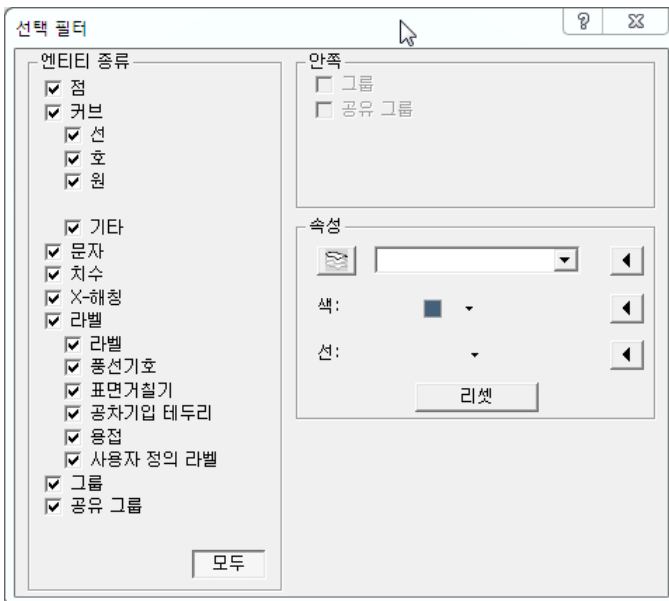 선택 필터
?
엔티티 종류
점
커브
선
호
원
기타
문자
치수
X-해칭
라벨
라벨
풍선기호
표면거칠기
공차기입 테두리
용접
사용자 정의 라벨
그룹
공유 그룹
모두
안쪽
그룹
공유 그룹
속성
색:
선:
리셋